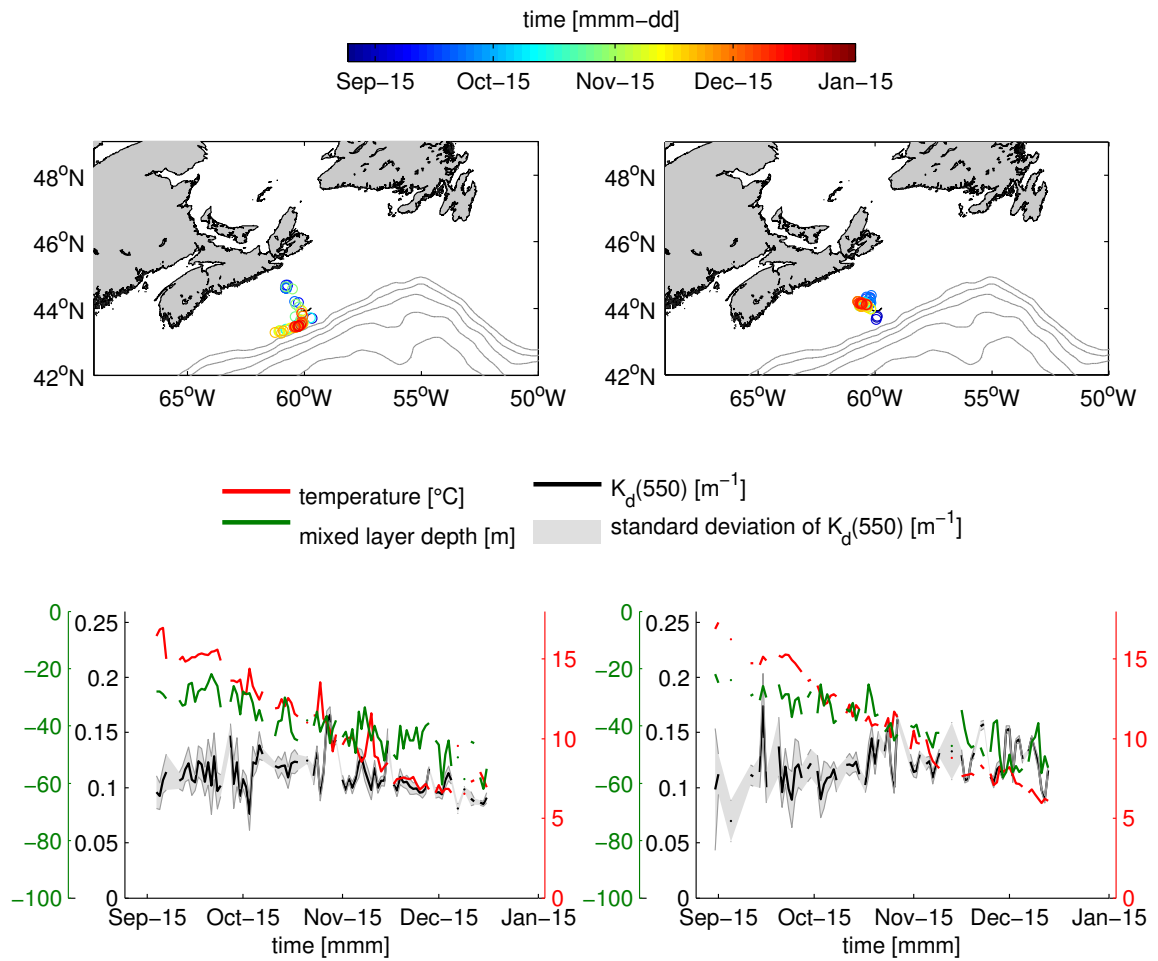 time [mmm−dd]
Sep−15 Oct−15 Nov−15 Dec−15 Jan−15
48°N
46°N
44°N
42°N
65°W 60°W 55°W 50°W
48°N
46°N
44°N
42°N
65°W 60°W 55°W 50°W
temperature [°C]
mixed layer depth [m]
K_d(550) [m⁻¹]
standard deviation of K_d(550) [m⁻¹]
0
−20
−40
−60
−80
−100
0.25
0.2
0.15
0.1
0.05
0
15
10
5
0
Sep−15 Oct−15 Nov−15 Dec−15 Jan−15
time [mmm]
0
−20
−40
−60
−80
−100
0.25
0.2
0.15
0.1
0.05
0
15
10
5
0
Sep−15 Oct−15 Nov−15 Dec−15 Jan−15
time [mmm]